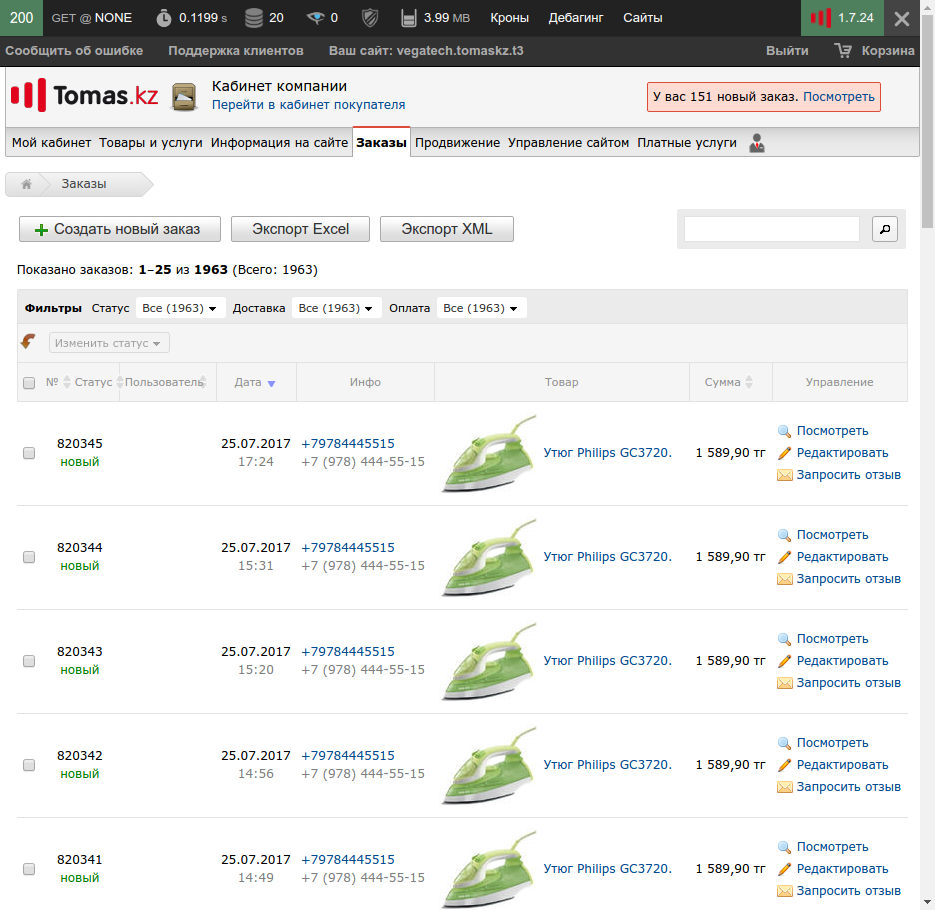 200 GET @ NONE 0.1199 s 20 0 3.99 MB Кроны Дебагинг Сайты 1.7.24
Сообщить об ошибке Поддержка клиентов Ваш сайт: vegatech.tomaskz.t3 Выйти Корзина
Tomas.kz
Кабинет компании
Перейти в кабинет покупателя
У вас 151 новый заказ. Посмотреть
Мой кабинет Товары и услуги Информация на сайте Заказы Продвижение Управление сайтом Платные услуги
Заказы
Создать новый заказ Экспорт Excel Экспорт XML
Показано заказов: 1–25 из 1963 (Всего: 1963)
Фильтры Статус Все (1963) Доставка Все (1963) Оплата Все (1963)
Изменить статус
№ Статус Пользователь Дата Инфо Товар Сумма Управление
820345
новый
25.07.2017
17:24
+79784445515
+7 (978) 444-55-15
Утюг Philips GC3720.
1 589,90 тг
Посмотреть
Редактировать
Запросить отзыв
820344
новый
25.07.2017
15:31
+79784445515
+7 (978) 444-55-15
Утюг Philips GC3720.
1 589,90 тг
Посмотреть
Редактировать
Запросить отзыв
820343
новый
25.07.2017
15:20
+79784445515
+7 (978) 444-55-15
Утюг Philips GC3720.
1 589,90 тг
Посмотреть
Редактировать
Запросить отзыв
820342
новый
25.07.2017
14:56
+79784445515
+7 (978) 444-55-15
Утюг Philips GC3720.
1 589,90 тг
Посмотреть
Редактировать
Запросить отзыв
820341
новый
25.07.2017
14:49
+79784445515
+7 (978) 444-55-15
Утюг Philips GC3720.
1 589,90 тг
Посмотреть
Редактировать
Запросить отзыв